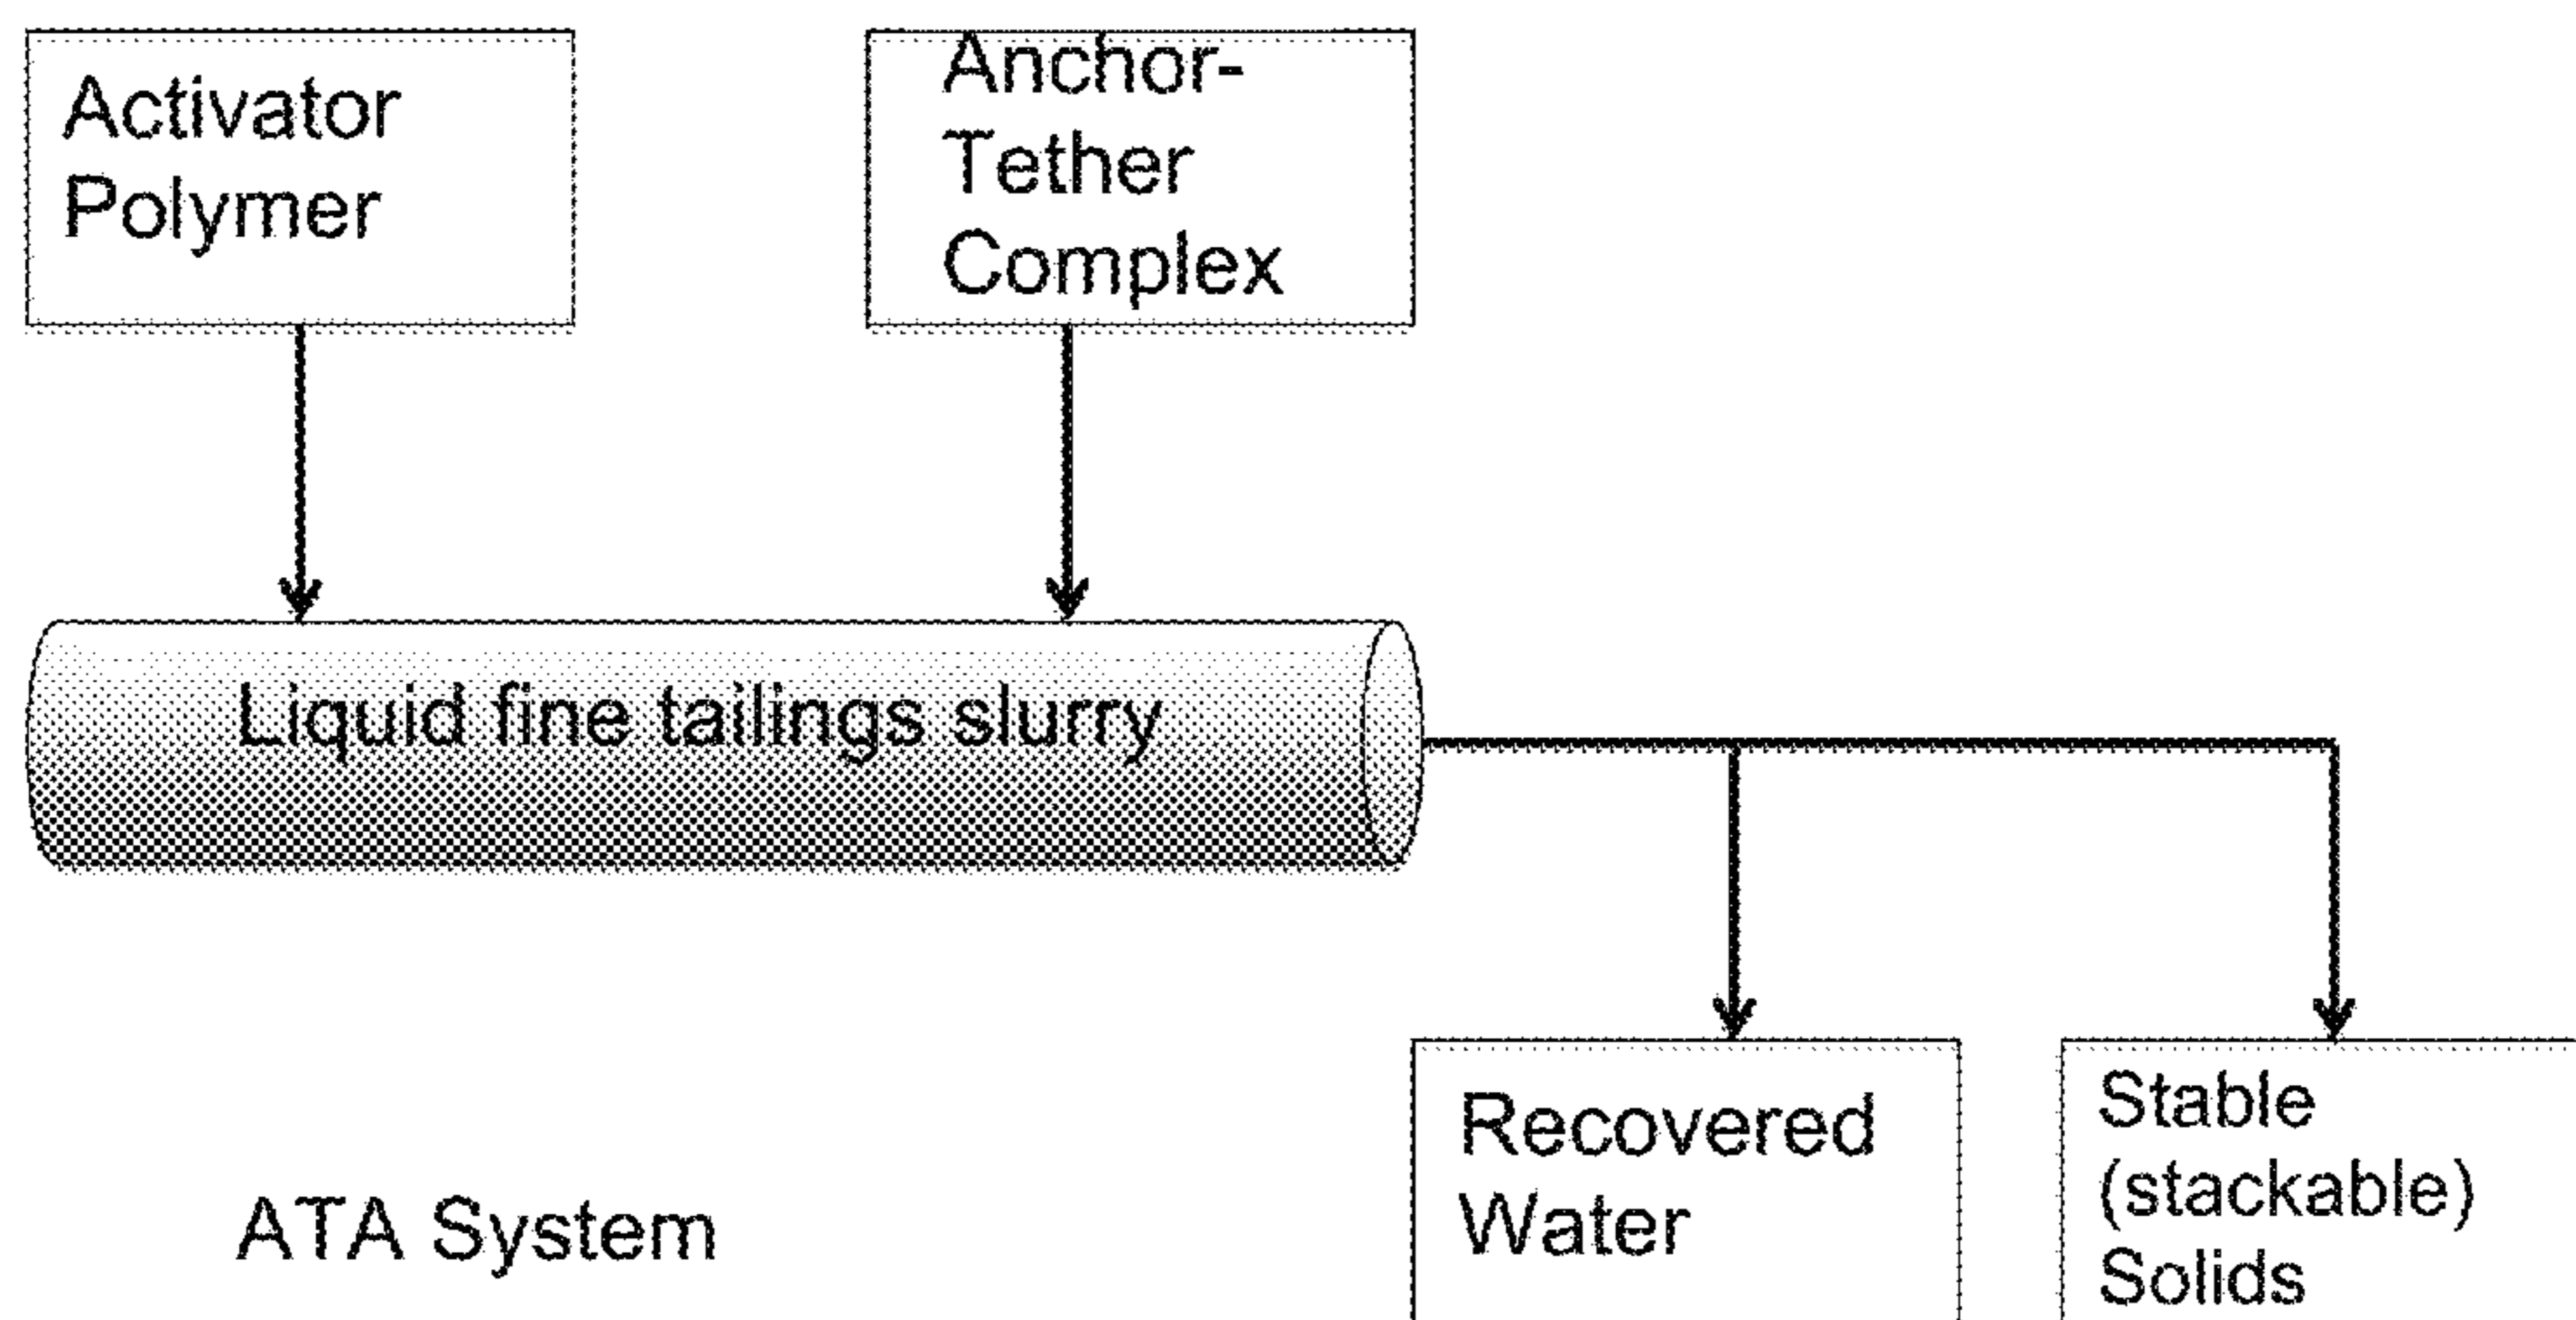 Activator
Polymer
Anchor-
Tether
Complex
Liquid fine tailings slurry
Recovered
Water
Stable
(stackable)
Solids
ATA System